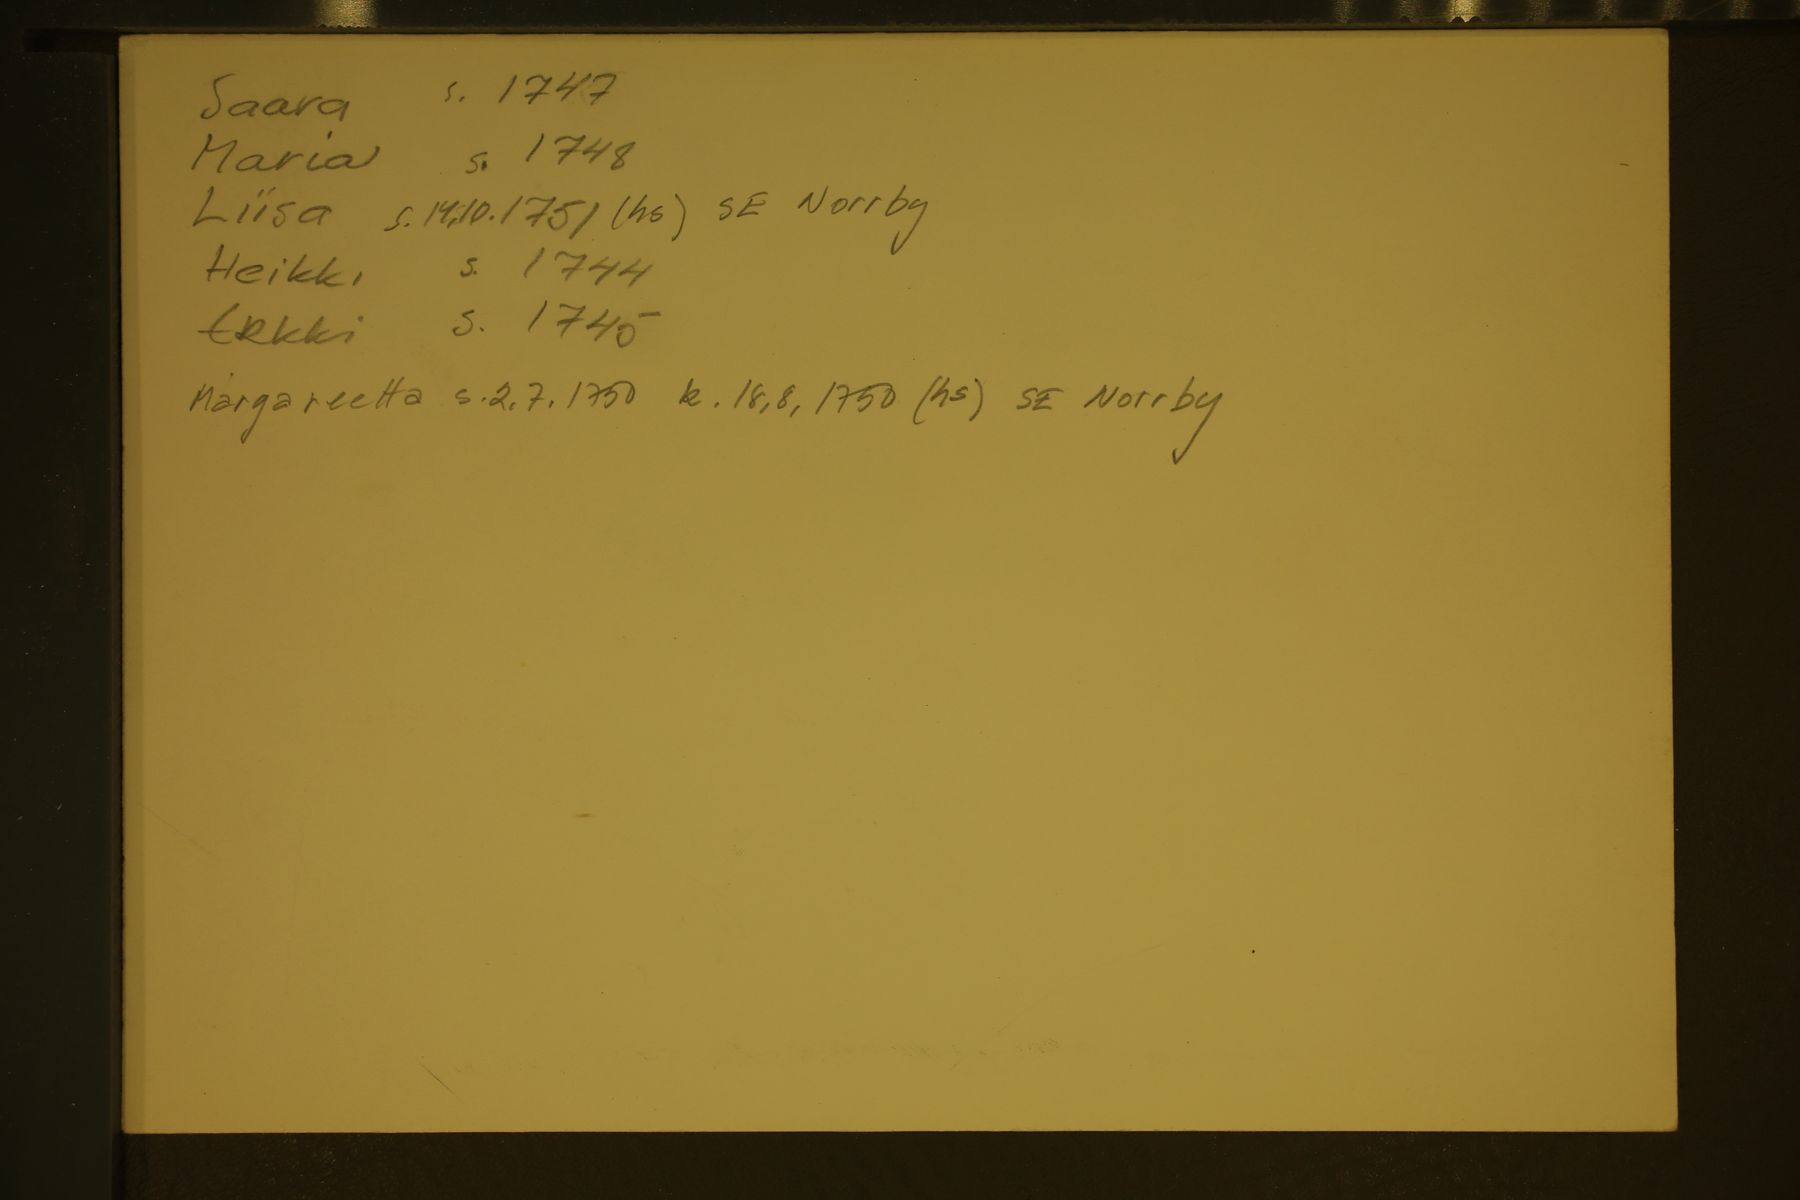 Saara s. 1747
Maria s. 1748
Liisa s. 14.10.1751 (hs) SE Norrby
Heikki s. 1744
Erkki s. 1745
Margareetta s. 2.7.1750 k. 18.8.1750 (hs) SE Norrby